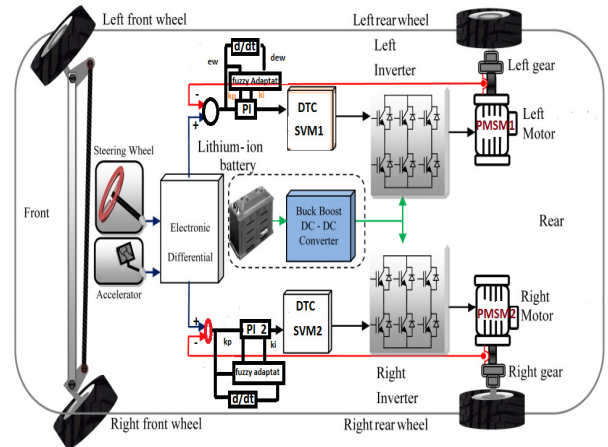 Left front wheel
Left rear wheel
d/dt
ew
dew
Left
Inverter
Left gear
fuzzy Adaptat
kp
ki
-
PI
+
DTC
SVM1
PMSM1
Left
Motor
Lithium- ion
battery
Steering Wheel
Front
Electronic
Differential
Buck Boost
DC - DC
Converter
Rear
Accelerator
+
-
PI_2
kp
ki
DTC
SVM2
PMSM2
Right
Motor
fuzzy adaptat
d/dt
Right
Inverter
Right gear
Right front wheel
Right rear wheel